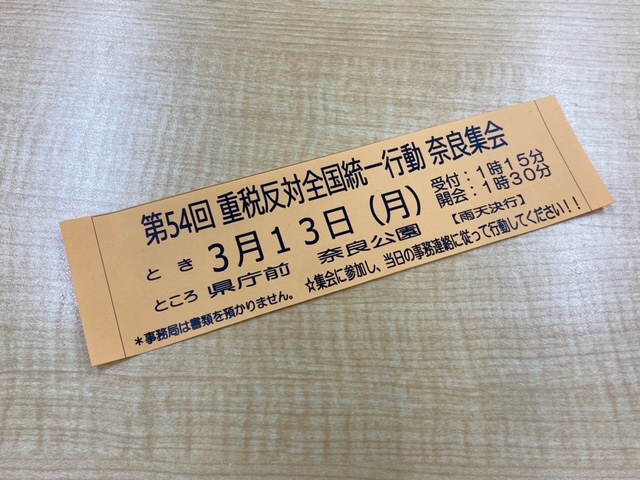 第54回 重税反対全国統一行動 奈良集会
とき 3月13日(月) 受付:1時15分
開会:1時30分
ところ 県庁前 奈良公園 【雨天決行】
☆集会に参加し、当日の事務連絡に従って行動してください!!
*事務局は書類を預かりません。